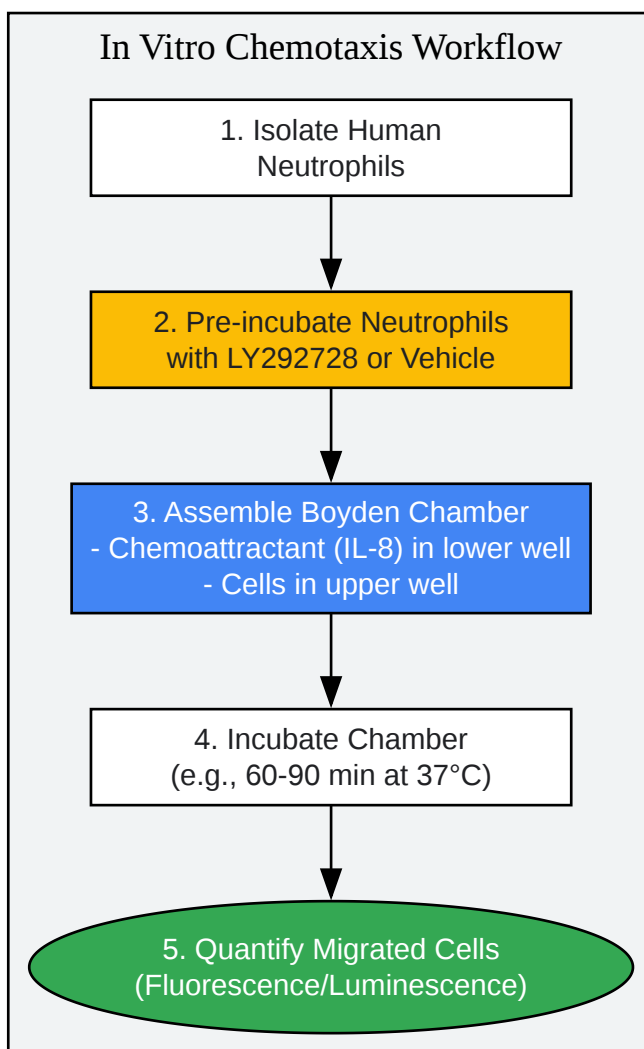 In Vitro Chemotaxis Workflow
1. Isolate Human
Neutrophils
2. Pre-incubate Neutrophils
with LY292728 or Vehicle
3. Assemble Boyden Chamber
- Chemoattractant (IL-8) in lower well
- Cells in upper well
4. Incubate Chamber
(e.g., 60-90 min at 37°C)
5. Quantify Migrated Cells
(Fluorescence/Luminescence)